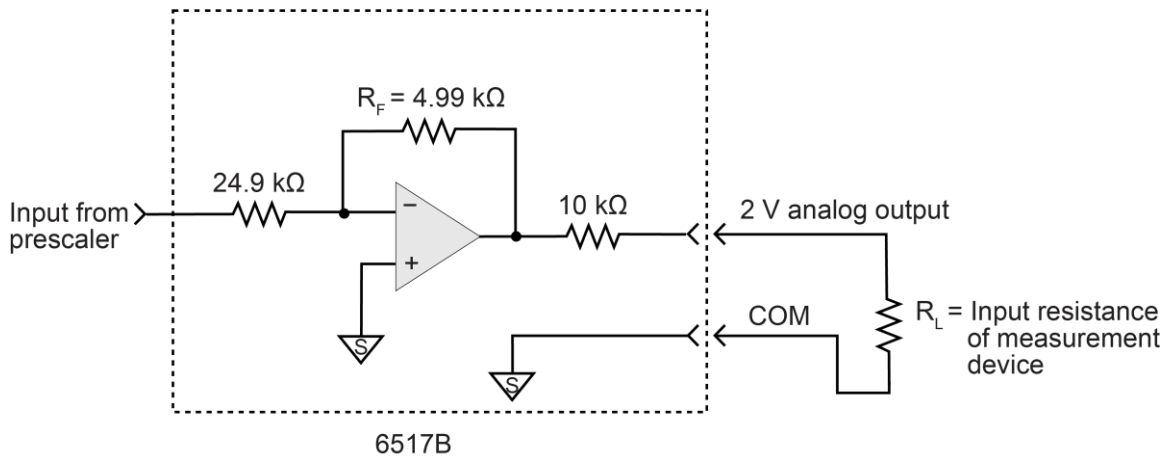 R_F = 4.99 kΩ
24.9 kΩ
Input from
prescaler
−
+
10 kΩ
2 V analog output
COM
R_L = Input resistance
of measurement
device
S
S
6517B